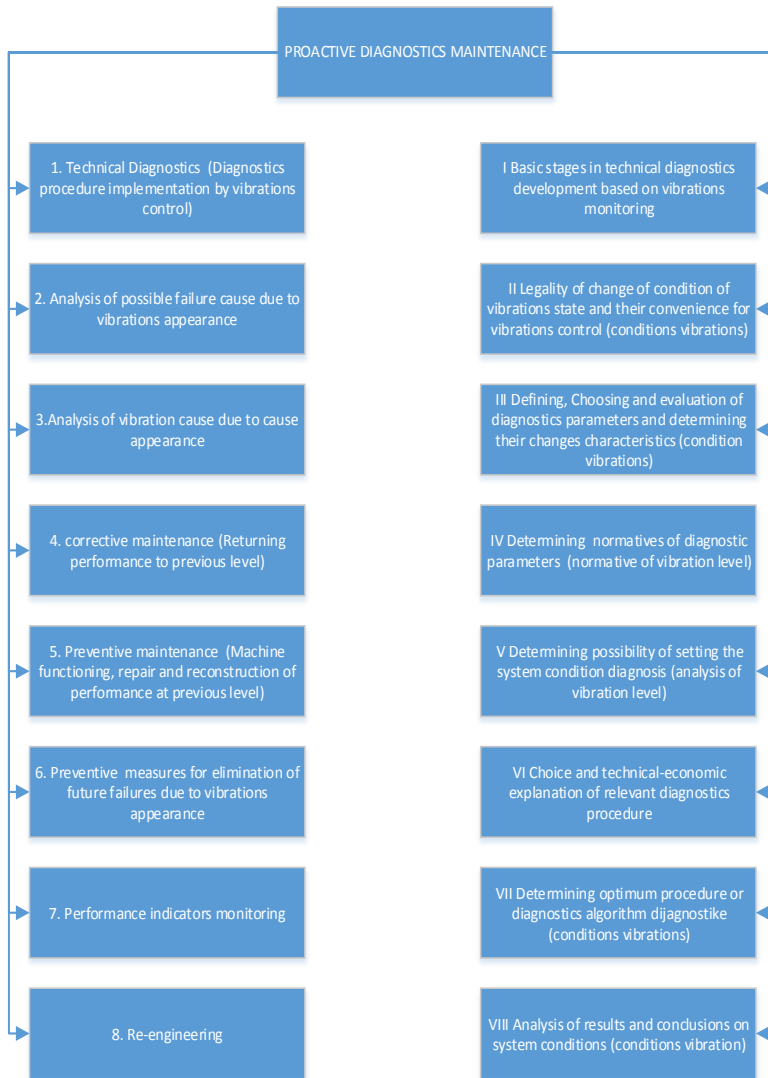 PROACTIVE DIAGNOSTICS MAINTENANCE
1. Technical Diagnostics (Diagnostics
procedure implementation by vibrations
control)
2. Analysis of possible failure cause due to
vibrations appearance
3.Analysis of vibration cause due to cause
appearance
4. corrective maintenance (Returning
performance to previous level)
5. Preventive maintenance (Machine
functioning, repair and reconstruction of
performance at previous level)
6. Preventive measures for elimination of
future failures due to vibrations
appearance
7. Performance indicators monitoring
8. Re-engineering
I Basic stages in technical diagnostics
development based on vibrations
monitoring
II Legality of change of condition of
vibrations state and their convenience for
vibrations control (conditions vibrations)
III Defining, Choosing and evaluation of
diagnostics parameters and determining
their changes characteristics (condition
vibrations)
IV Determining normatives of diagnostic
parameters (normative of vibration level)
V Determining possibility of setting the
system condition diagnosis (analysis of
vibration level)
VI Choice and technical-economic
explanation of relevant diagnostics
procedure
VII Determining optimum procedure or
diagnostics algorithm dijagnostike
(conditions vibrations)
VIII Analysis of results and conclusions on
system conditions (conditions vibration)